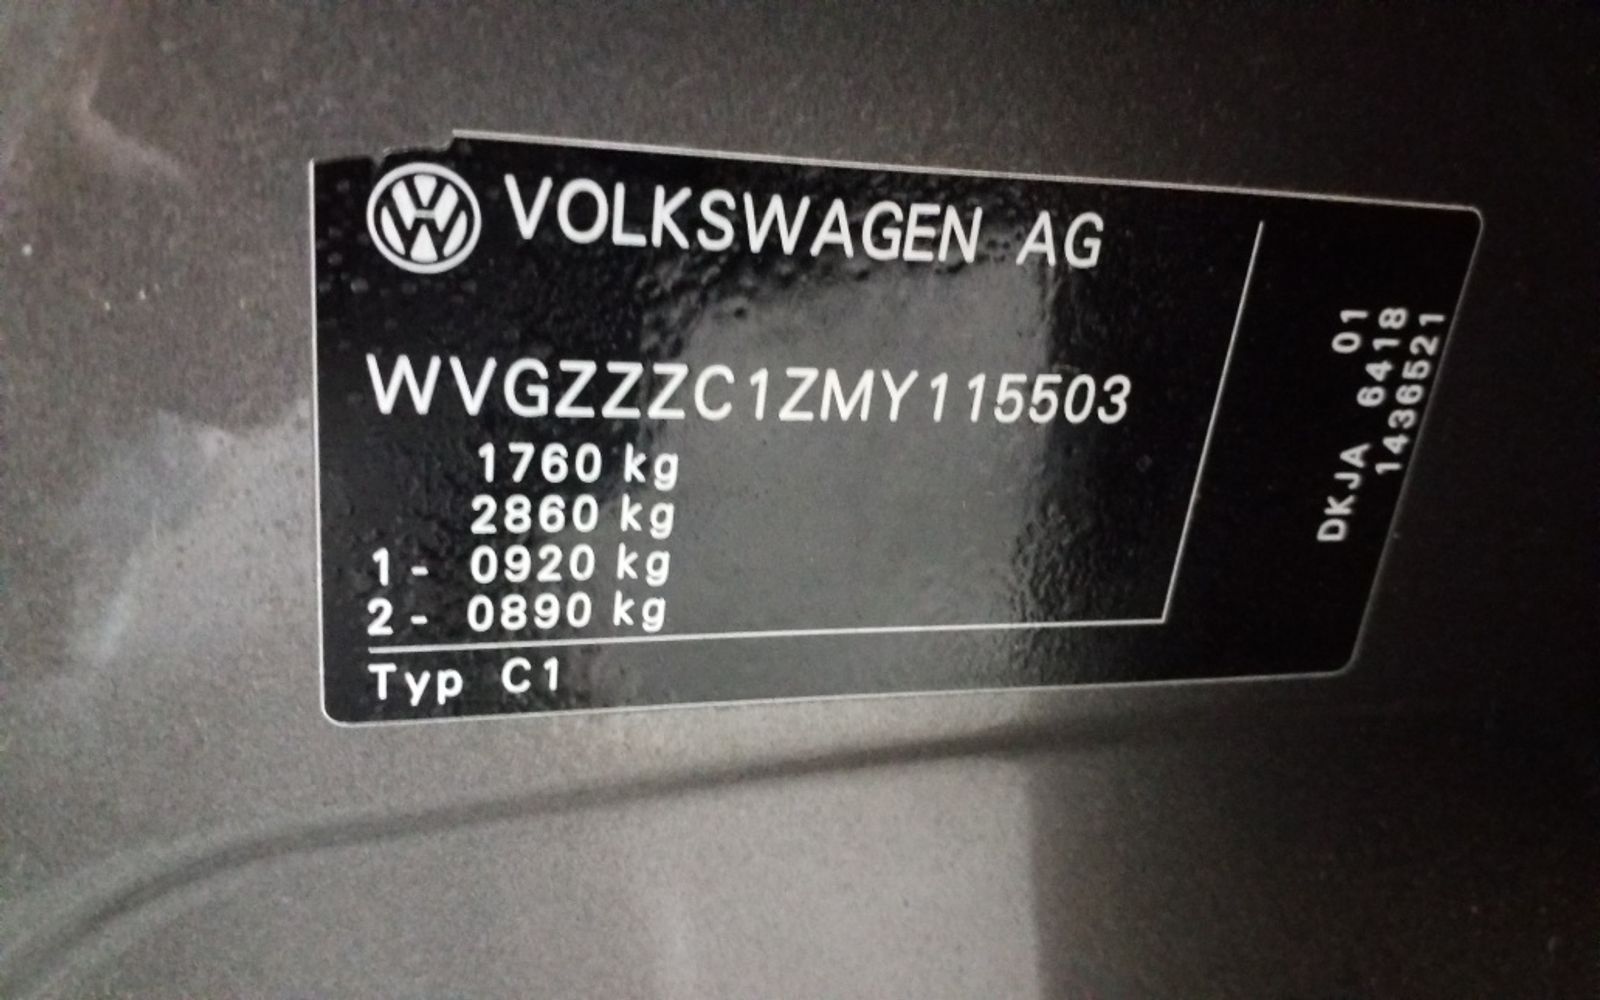 VOLKSWAGEN AG
WVGZZZC1ZMY115503
1760 kg
2860 kg
1- 0920 kg
2- 0890 kg
Typ C1
DKJA 01
6418
1436521